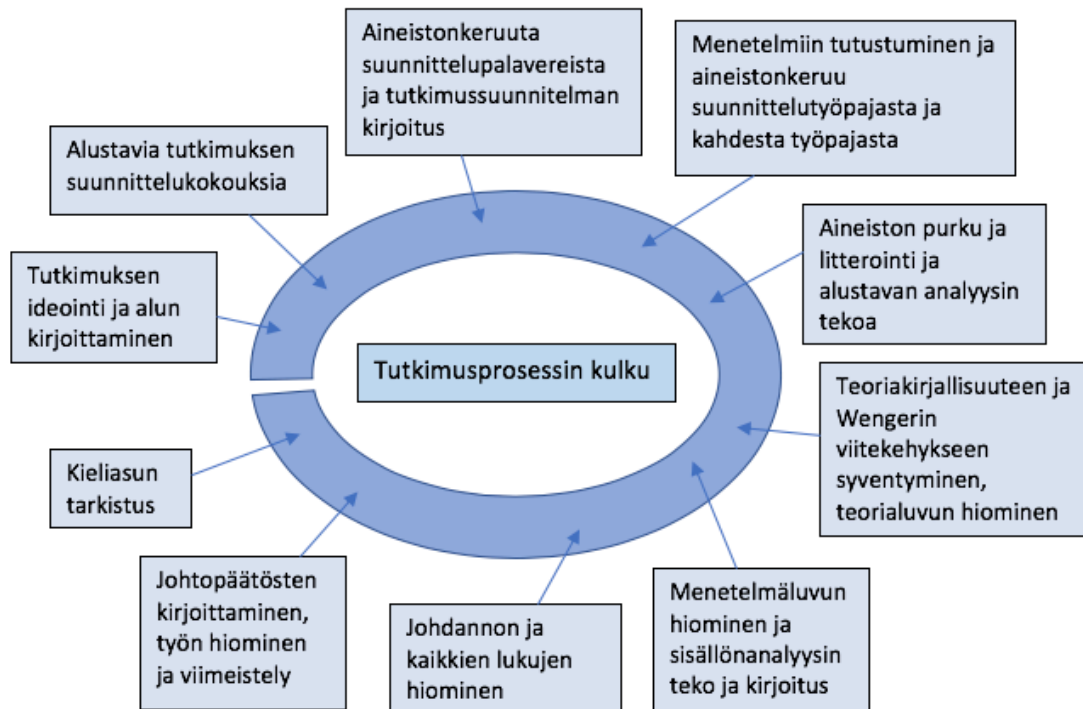 Aineistonkeruuta
suunnittelupalavereista
ja tutkimussuunnitelman
kirjoitus
Menetelmiin tutustuminen ja
aineistonkeruu
suunnittelutyöpajasta ja
kahdesta työpajasta
Alustavia tutkimuksen
suunnittelukokouksia
Aineiston purku ja
litterointi ja
alustavan analyysin
tekoa
Tutkimuksen
ideointi ja alun
kirjoittaminen
Tutkimusprosessin kulku
Teoriakirjallisuuteen ja
Wengerin
viitekehykseen
syventyminen,
teorialuvun hiominen
Kieliasun
tarkistus
Johtopäätösten
kirjoittaminen,
työn hiominen
ja viimeistely
Johdannon ja
kaikkien lukujen
hiominen
Menetelmäluvun
hiominen ja
sisällönanalyysin
teko ja kirjoitus